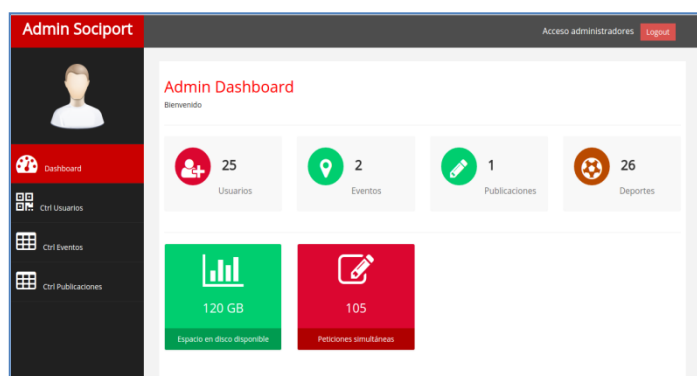 Admin Sociport
Acceso administradores Logout
Admin Dashboard
Bienvenido
Dashboard
Ctrl Usuarios
Ctrl Eventos
Ctrl Publicaciones
25
Usuarios
2
Eventos
1
Publicaciones
26
Deportes
120 GB
Espacio en disco disponible
105
Peticiones simultáneas